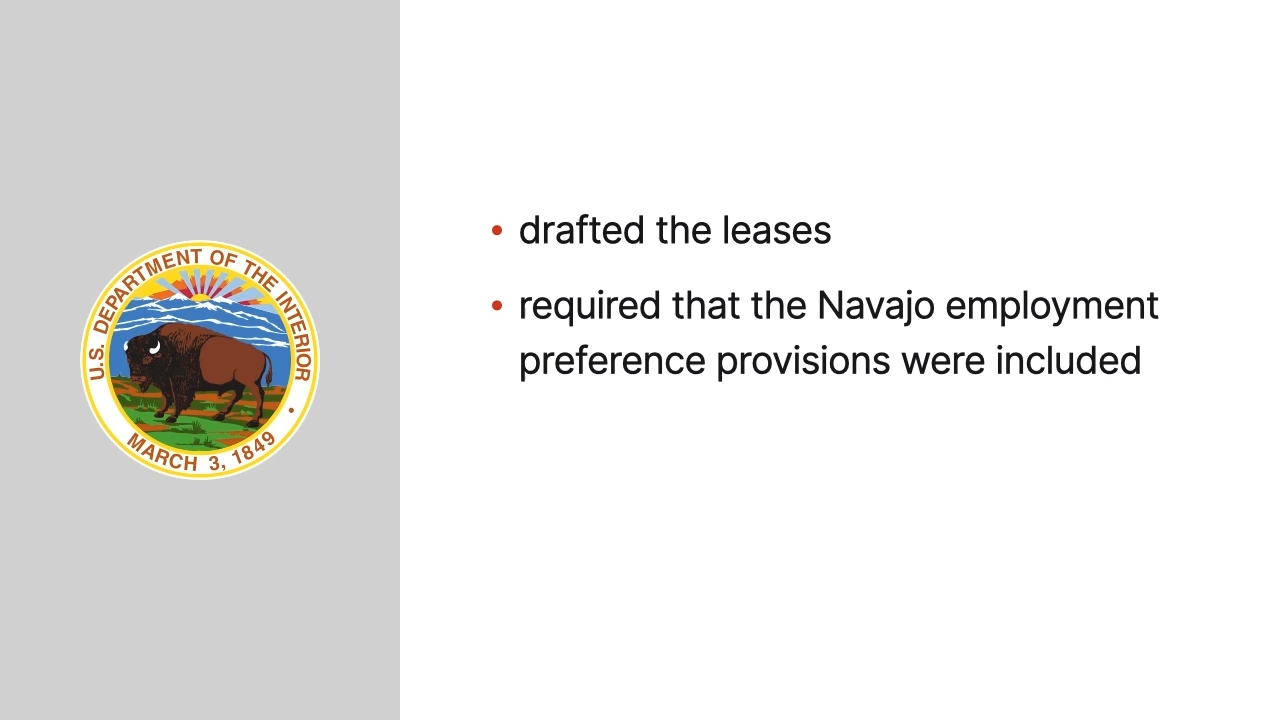 U.S. DEPARTMENT OF THE INTERIOR
MARCH 3, 1849
• drafted the leases
• required that the Navajo employment
preference provisions were included